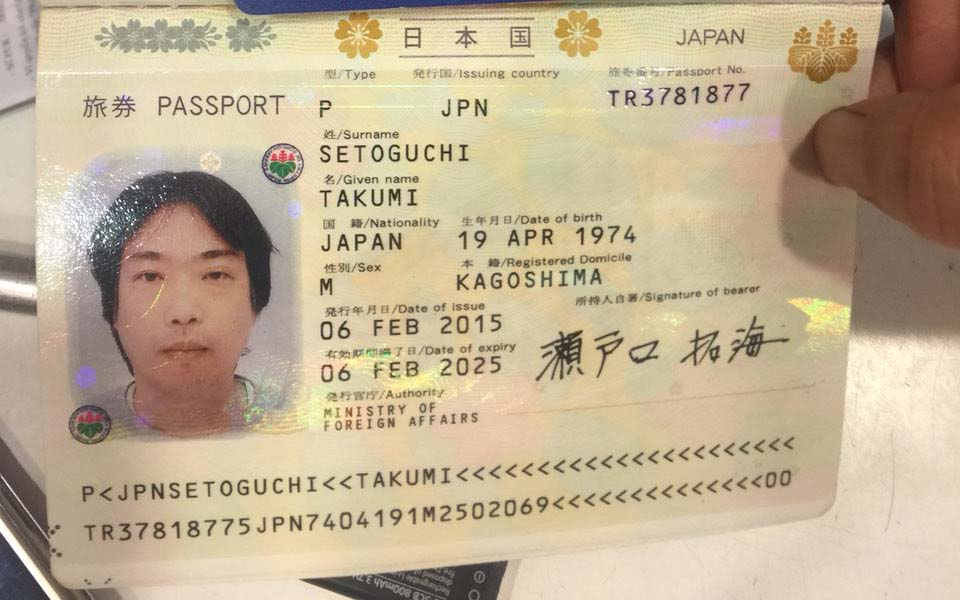 日本国
JAPAN
型/Type 発行国/Issuing country 旅券番号/Passport No.
旅券 PASSPORT P JPN TR3781877
姓/Surname
SETOGUCHI
名/Given name
TAKUMI
国 籍/Nationality 生年月日/Date of birth
JAPAN 19 APR 1974
性別/Sex 本 籍/Registered Domicile
M KAGOSHIMA
発行年月日/Date of issue 所持人自署/Signature of bearer
06 FEB 2015
有効期間満了日/Date of expiry
06 FEB 2025 瀬戸口 拓海
発行官庁/Authority
MINISTRY OF
FOREIGN AFFAIRS
P<JPNSETOGUCHI<<TAKUMI<<<<<<<<<<<<<<<<<<<<<<
TR37818775JPN7404191M2502069<<<<<<<<<<<<<<00